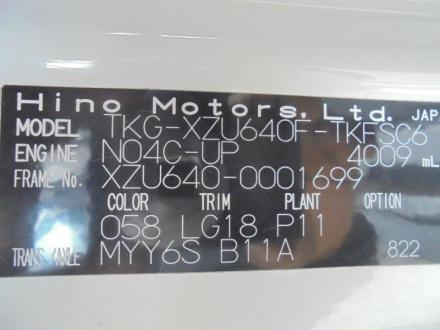 Hino Motors, Ltd. JAP
MODEL TKG-XZU640F-TKFSC6
ENGINE N04C-UP 4009 mL
FRAME No. XZU640-0001699
COLOR TRIM PLANT OPTION
058 LG18 P11
TRANS/AXLE MYY6S B11A 822